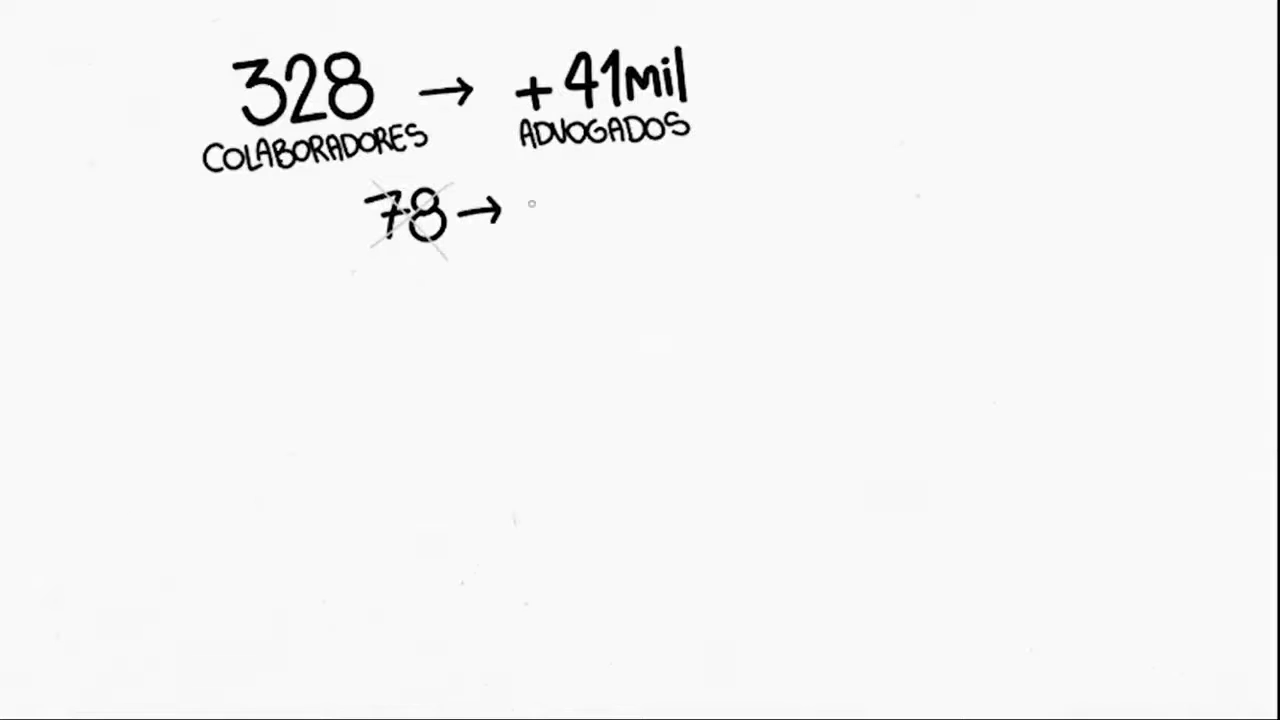 328 → + 41Mil
COLABORADORES ADVOGADOS
78 →